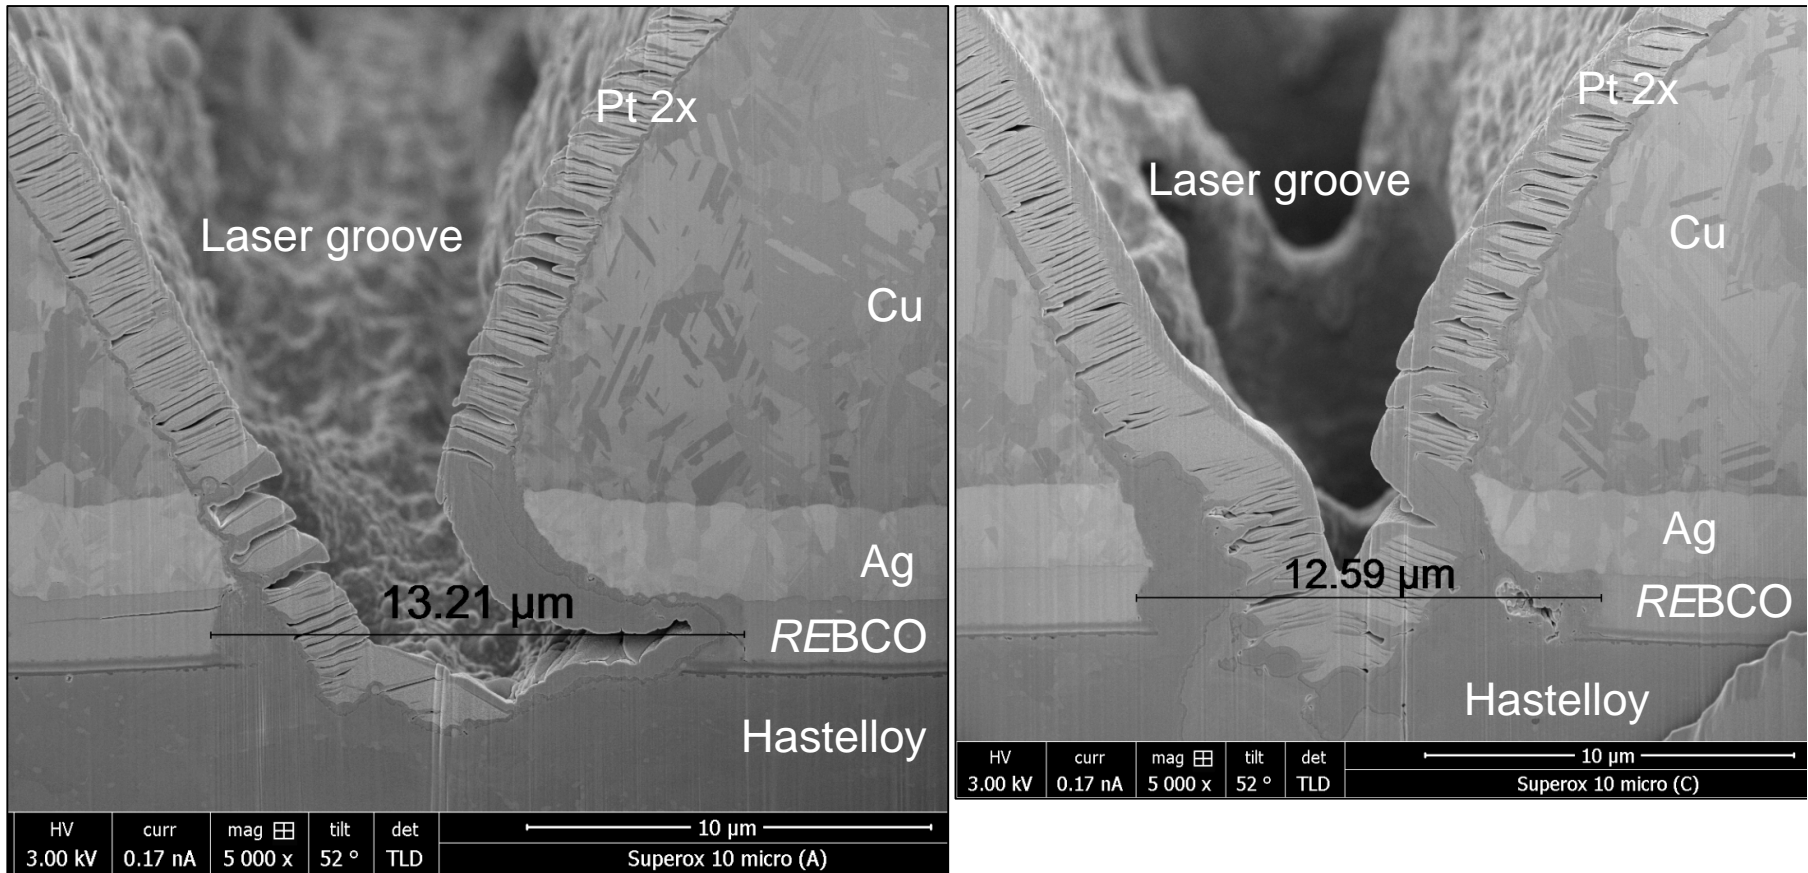 Pt 2x
Laser groove
Cu
Ag
13.21 µm
REBCO
Hastelloy
HV curr mag tilt det 10 µm
3.00 kV 0.17 nA 5 000 x 52 ° TLD Superox 10 micro (A)
Pt 2x
Laser groove
Cu
Ag
12.59 µm
REBCO
Hastelloy
HV curr mag tilt det 10 µm
3.00 kV 0.17 nA 5 000 x 52 ° TLD Superox 10 micro (C)